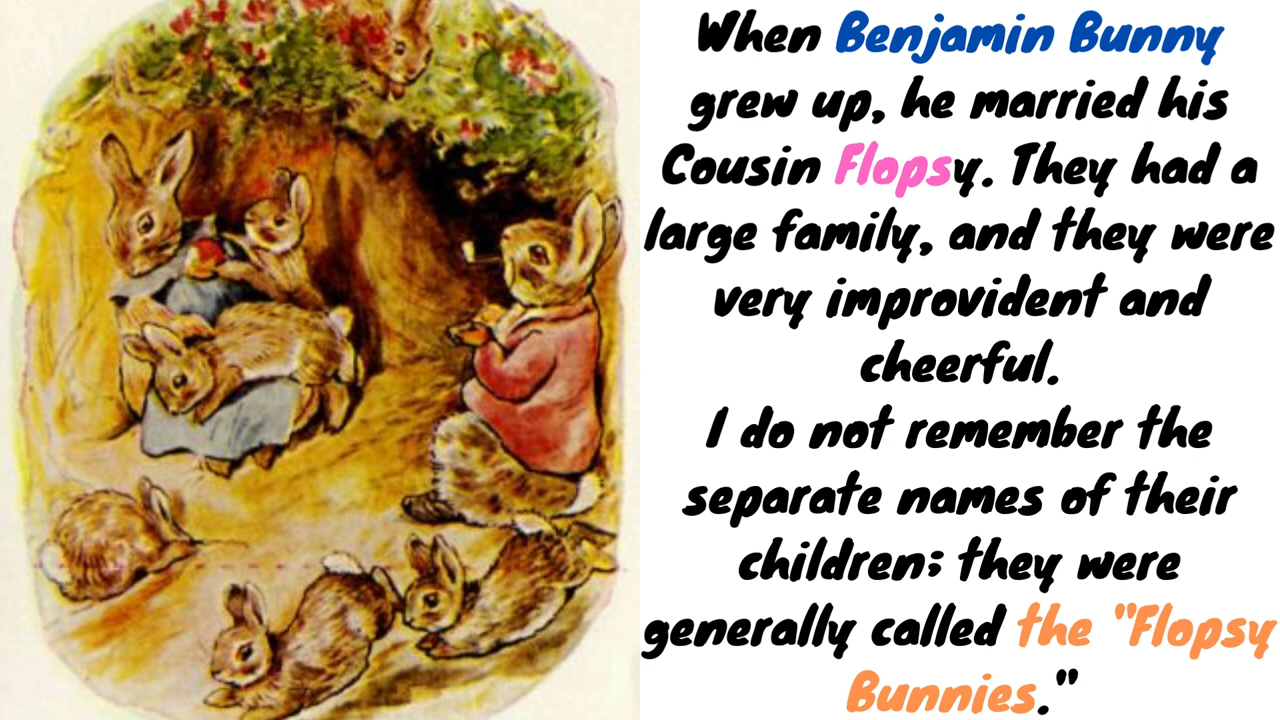 When Benjamin Bunny
grew up, he married his
Cousin Flopsy. They had a
large family, and they were
very improvident and
cheerful.
I do not remember the
separate names of their
children; they were
generally called the "Flopsy
Bunnies."